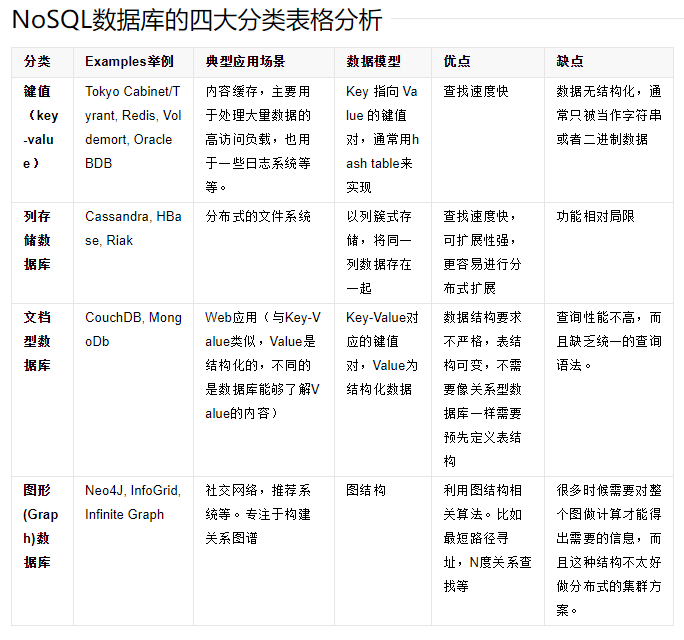 NoSQL数据库的四大分类表格分析
分类
Examples举例
典型应用场景
数据模型
优点
缺点
键值
（key
-valu
e）
Tokyo Cabinet/T
yrant, Redis, Vol
demort, Oracle
BDB
内容缓存，主要用
于处理大量数据的
高访问负载，也用
于一些日志系统等
等。
Key 指向 Va
lue 的键值
对，通常用h
ash table来
实现
查找速度快
数据无结构化，通
常只被当作字符串
或者二进制数据
列存
储数
据库
Cassandra, HBa
se, Riak
分布式的文件系统
以列簇式存
储，将同一
列数据存在
一起
查找速度快，
可扩展性强，
更容易进行分
布式扩展
功能相对局限
文档
型数
据库
CouchDB, Mong
oDb
Web应用（与Key-V
alue类似，Value是
结构化的，不同的
是数据库能够了解V
alue的内容）
Key-Value对
应的键值
对，Value为
结构化数据
数据结构要求
不严格，表结
构可变，不需
要像关系型数
据库一样需要
预先定义表结
构
查询性能不高，而
且缺乏统一的查询
语法。
图形
(Grap
h)数
据库
Neo4J, InfoGrid,
Infinite Graph
社交网络，推荐系
统等。专注于构建
关系图谱
图结构
利用图结构相
关算法。比如
最短路径寻
址，N度关系查
找等
很多时候需要对整
个图做计算才能得
出需要的信息，而
且这种结构不太好
做分布式的集群方
案。